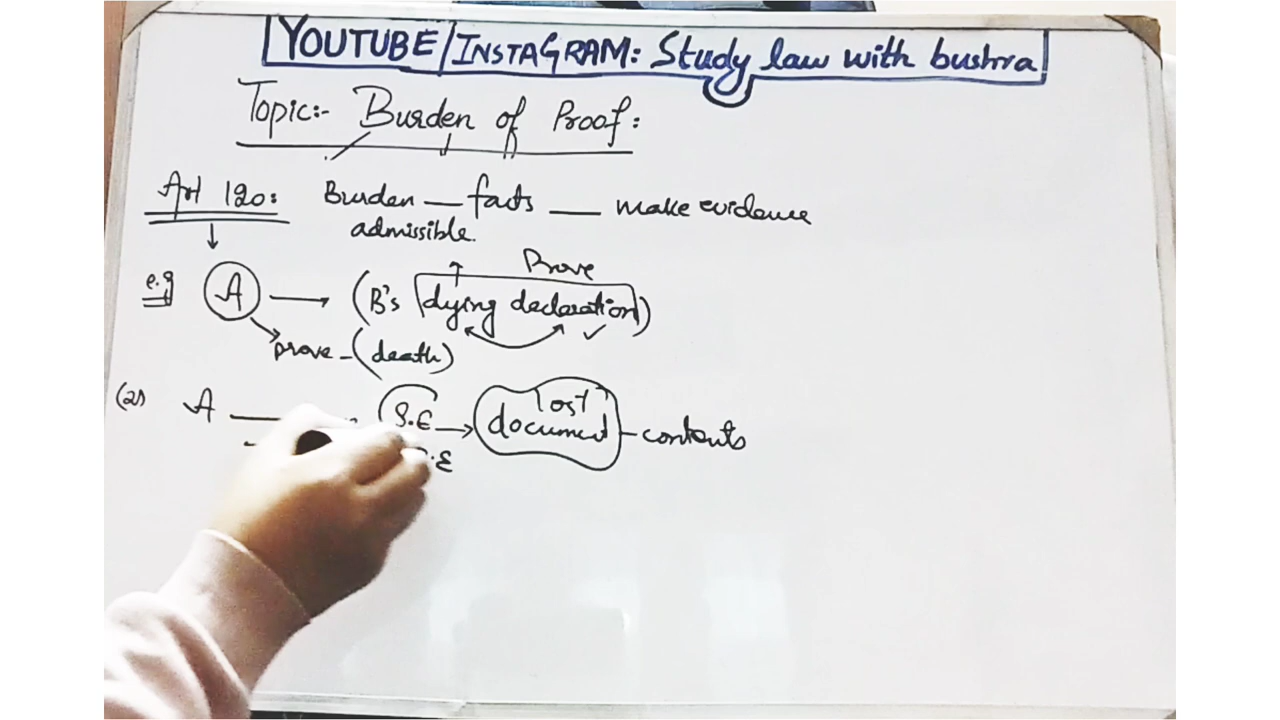 YOUTUBE/INSTAGRAM: Study law with bushra
Topic:- Burden of Proof:
Art 120: Burden — facts — make evidence
admissible.
Prove
e.g A → (B's dying declaration) ✓
prove - (death)
(2) A — S.E → lost document - contents
S.E